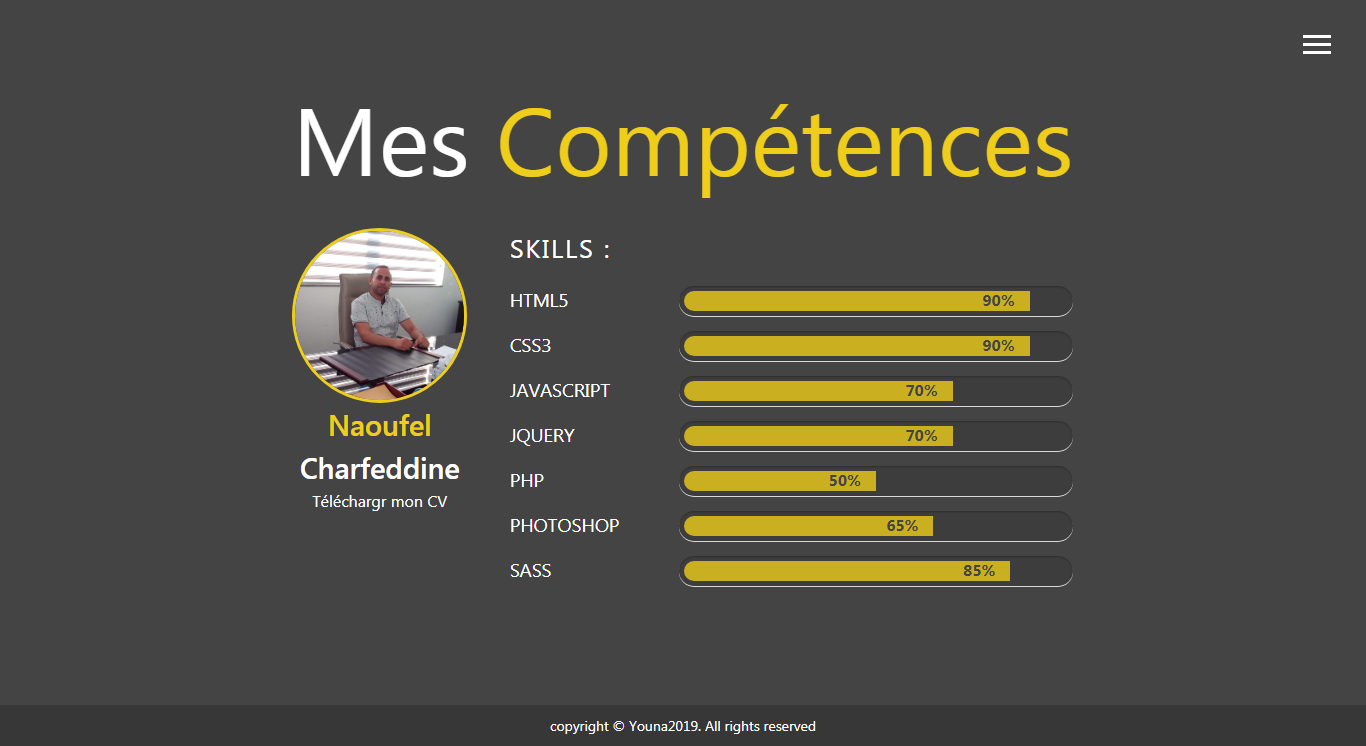 Mes Compétences
Naoufel
Charfeddine
Téléchargr mon CV
SKILLS :
HTML5 90%
CSS3 90%
JAVASCRIPT 70%
JQUERY 70%
PHP 50%
PHOTOSHOP 65%
SASS 85%
copyright © Youna2019. All rights reserved